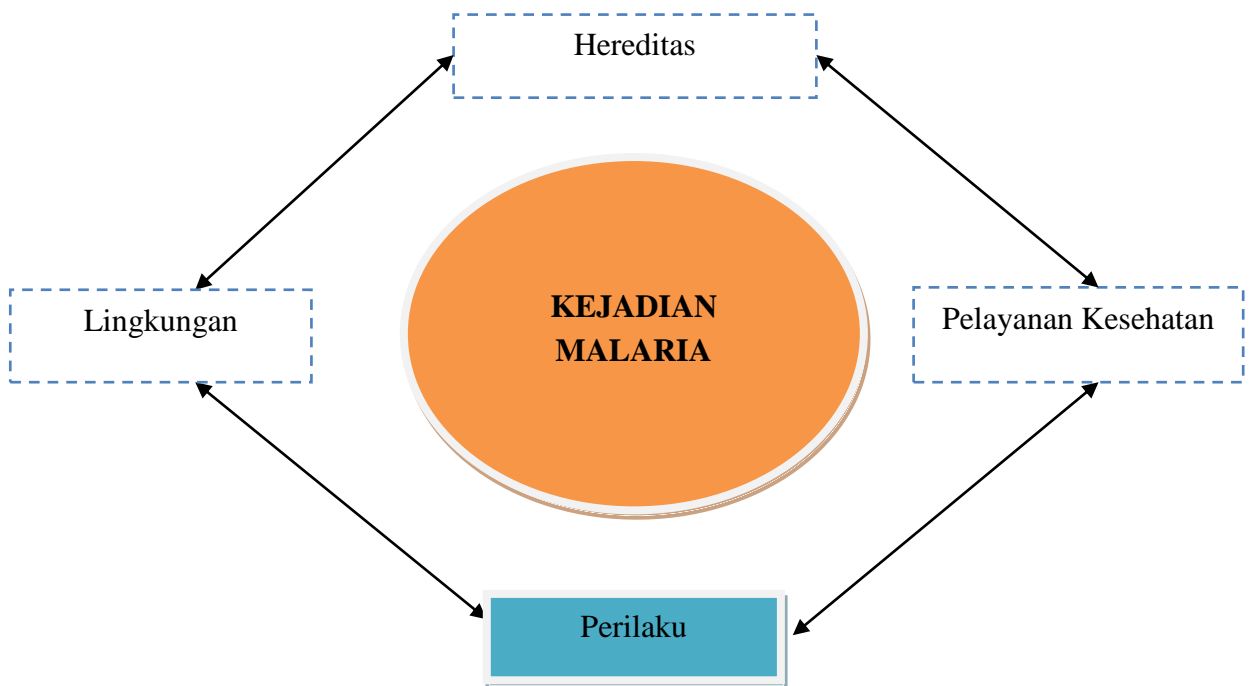 Hereditas
Lingkungan
KEJADIAN
MALARIA
Pelayanan Kesehatan
Perilaku